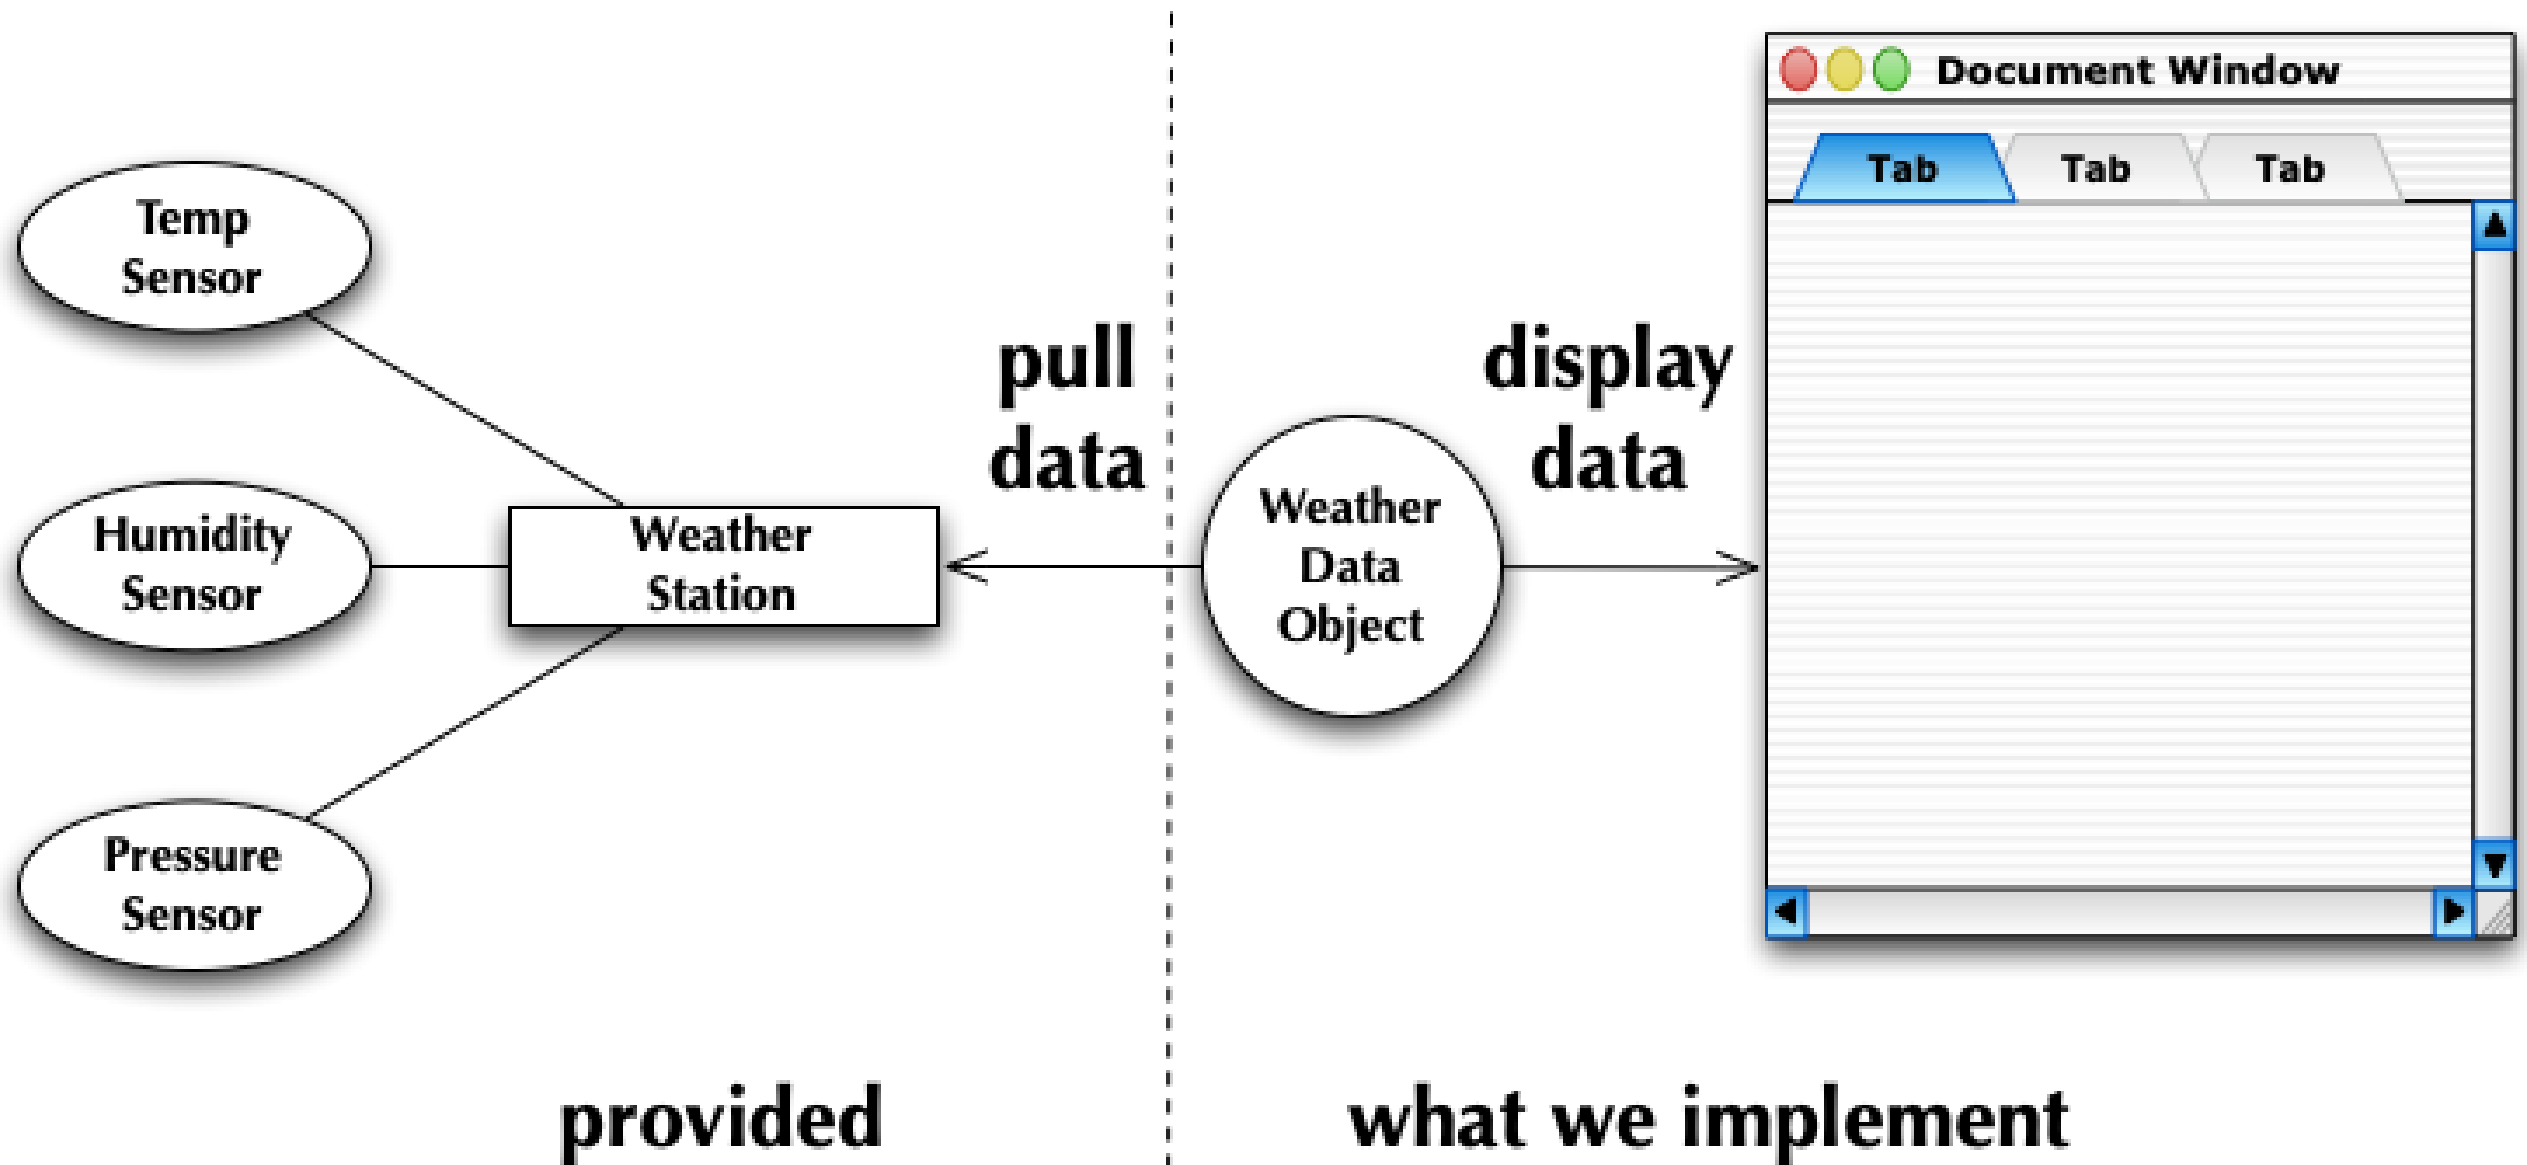 Document Window
Tab
Tab
Tab
Temp
Sensor
pull
data
display
data
Humidity
Sensor
Weather
Station
Weather
Data
Object
Pressure
Sensor
provided
what we implement